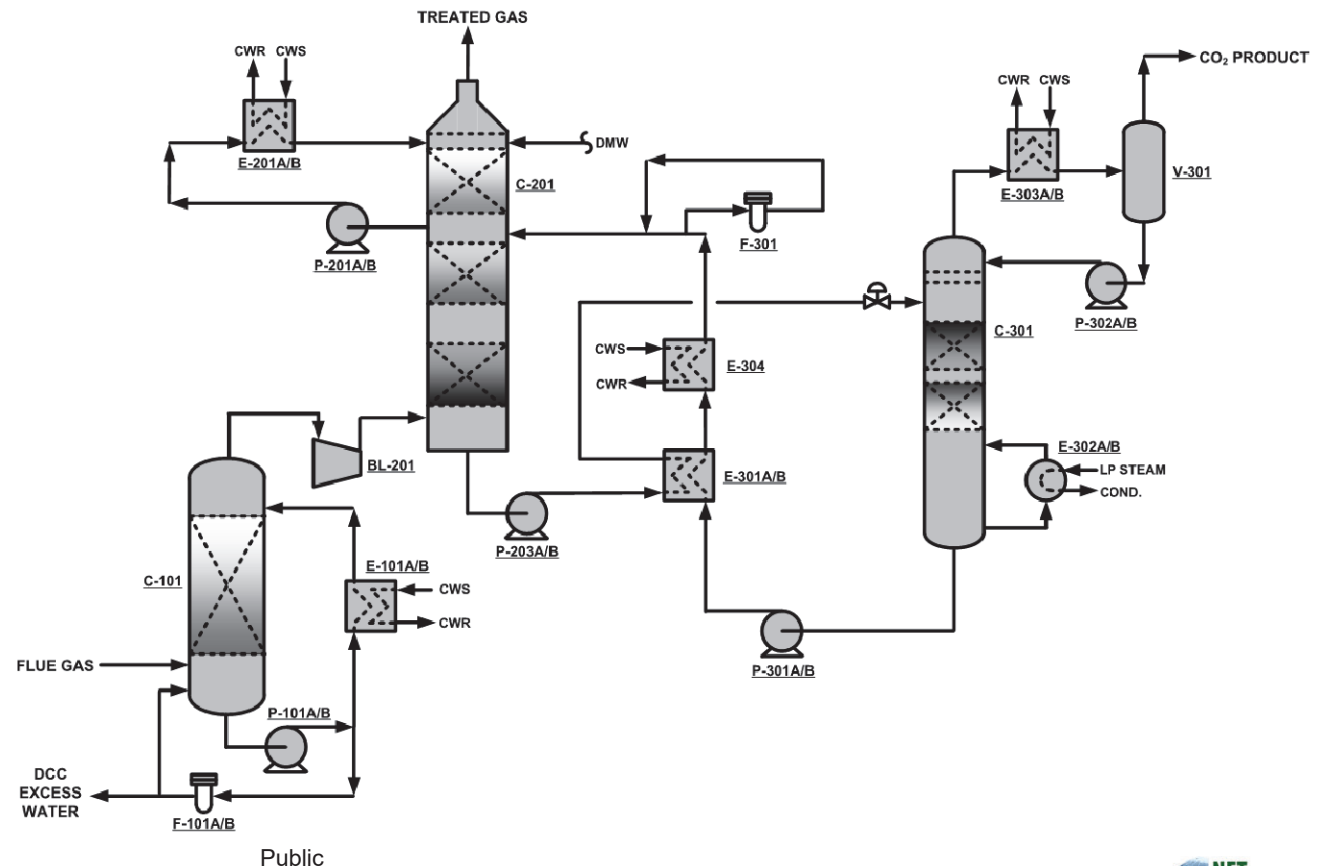 TREATED GAS
CWR CWS
E-201A/B
DMW
C-201
P-201A/B
F-301
CWR CWS
E-303A/B
CO₂ PRODUCT
V-301
P-302A/B
C-301
CWS
CWR
E-304
E-301A/B
E-302A/B
LP STEAM
COND.
BL-201
P-203A/B
C-101
E-101A/B
CWS
CWR
P-301A/B
FLUE GAS
P-101A/B
DCC
EXCESS
WATER
F-101A/B
Public
NET